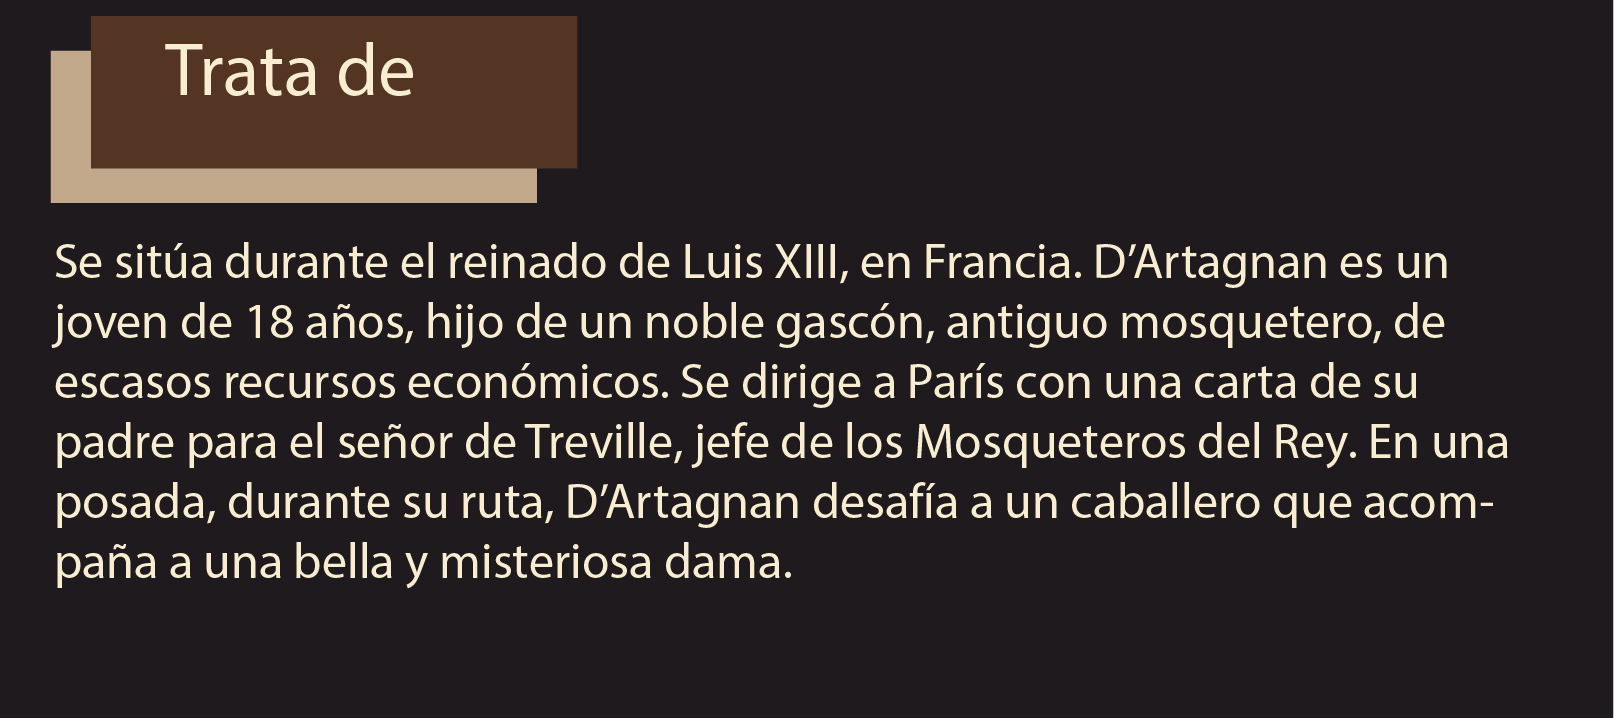 Trata de
Se sitúa durante el reinado de Luis XIII, en Francia. D’Artagnan es un
joven de 18 años, hijo de un noble gascón, antiguo mosquetero, de
escasos recursos económicos. Se dirige a París con una carta de su
padre para el señor de Treville, jefe de los Mosqueteros del Rey. En una
posada, durante su ruta, D’Artagnan desafía a un caballero que acom-
paña a una bella y misteriosa dama.